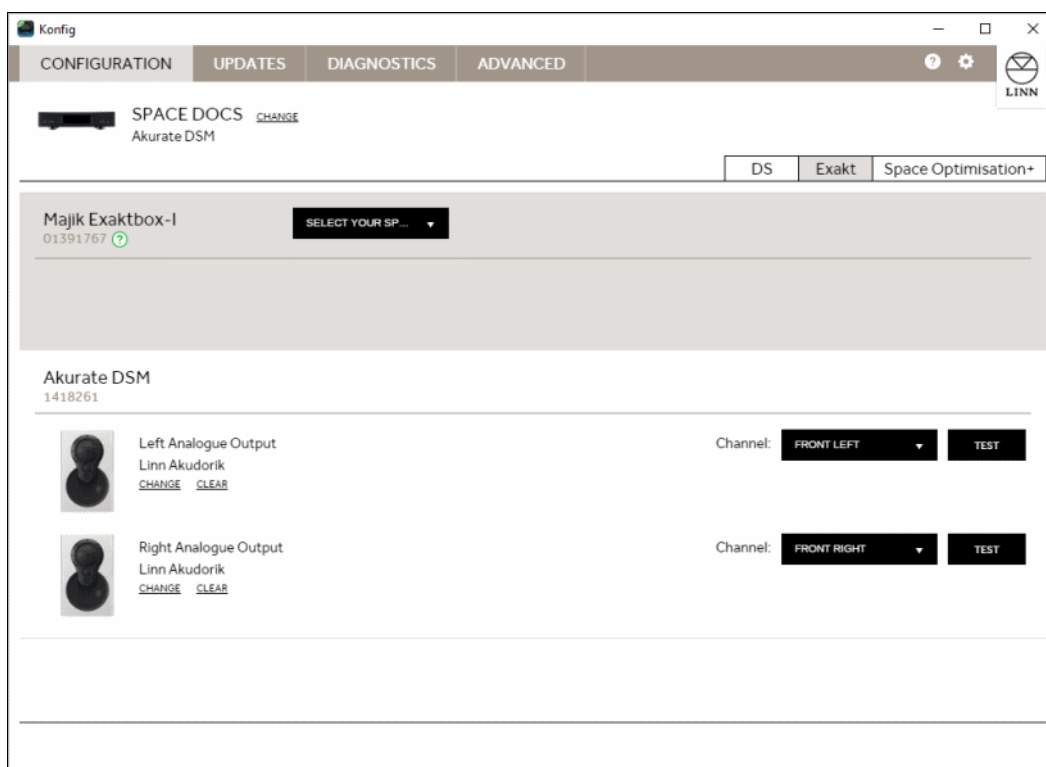 Konfig
CONFIGURATION UPDATES DIAGNOSTICS ADVANCED
LINN
SPACE DOCS CHANGE
Akurate DSM
DS Exakt Space Optimisation+
Majik Exaktbox-I SELECT YOUR SP...
01391767 ?
Akurate DSM
1418261
Left Analogue Output Channel: FRONT LEFT TEST
Linn Akudorik
CHANGE CLEAR
Right Analogue Output Channel: FRONT RIGHT TEST
Linn Akudorik
CHANGE CLEAR